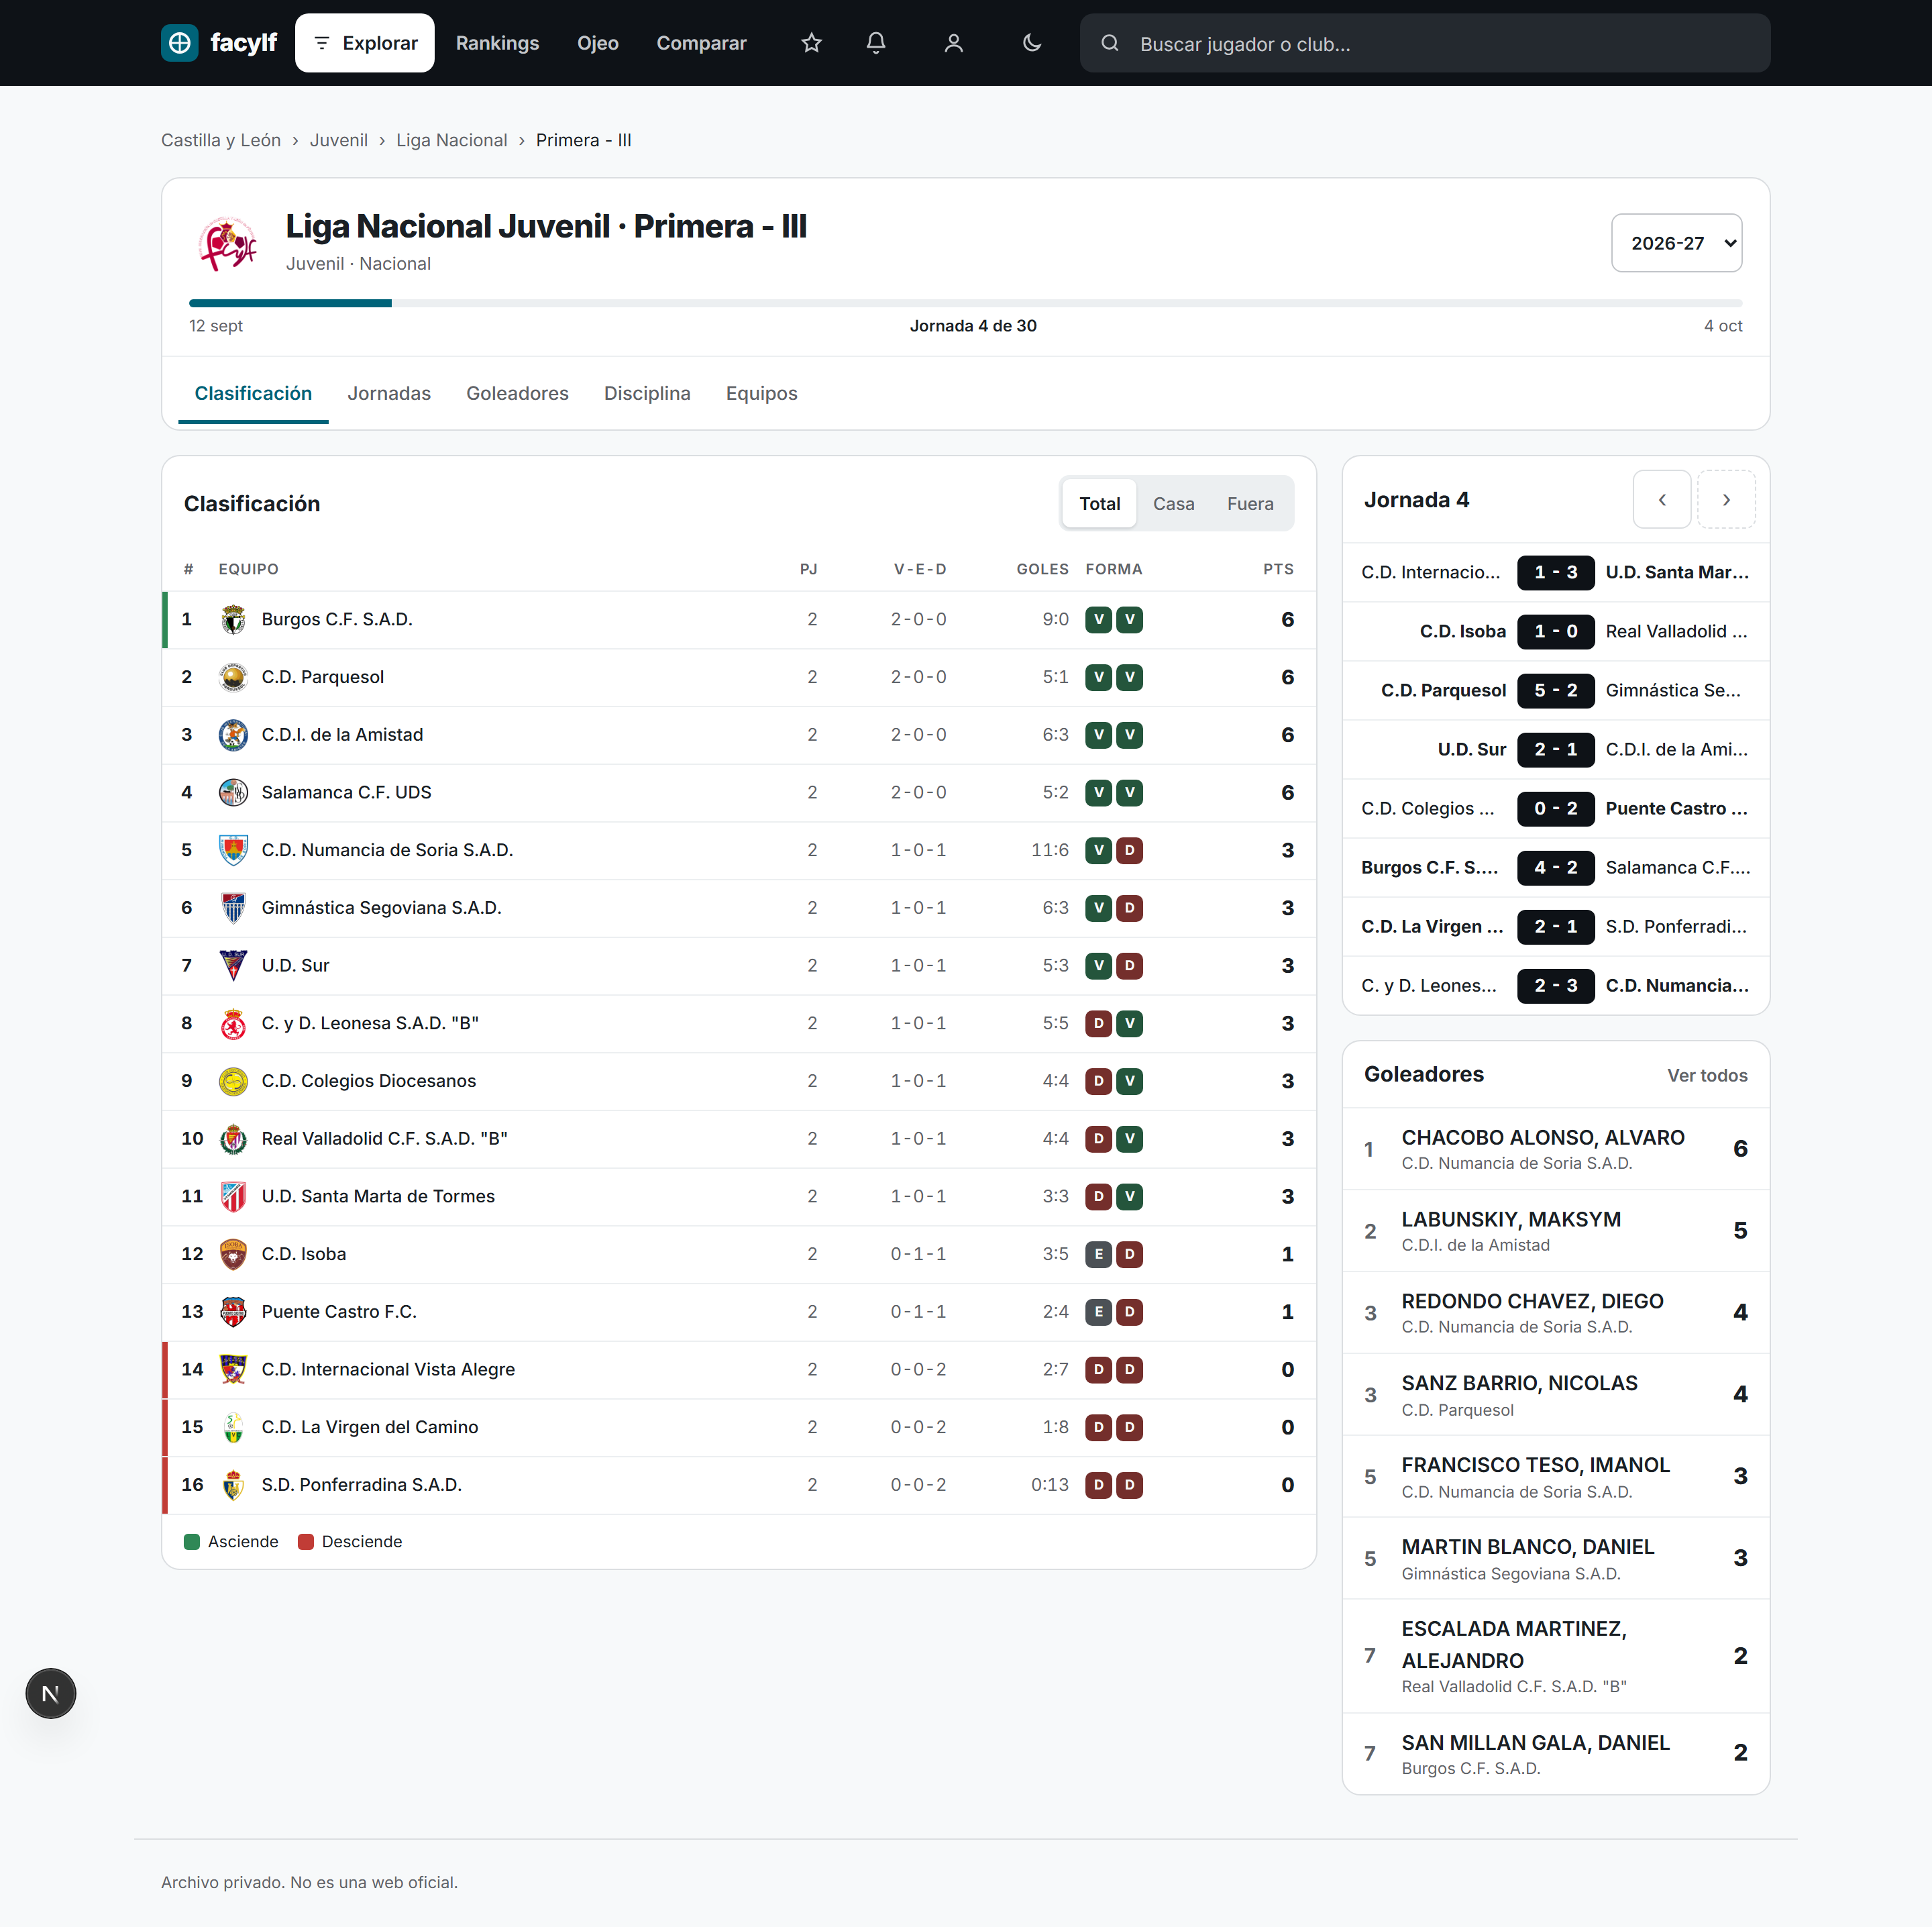 facylf Explorar Rankings Ojeo Comparar Buscar jugador o club...
Castilla y León › Juvenil › Liga Nacional › Primera - III
Liga Nacional Juvenil · Primera - III
Juvenil · Nacional
2026-27
12 sept Jornada 4 de 30 4 oct
Clasificación Jornadas Goleadores Disciplina Equipos
Clasificación
Total Casa Fuera
# EQUIPO PJ V-E-D GOLES FORMA PTS
1 Burgos C.F. S.A.D. 2 2-0-0 9:0 V V 6
2 C.D. Parquesol 2 2-0-0 5:1 V V 6
3 C.D.I. de la Amistad 2 2-0-0 6:3 V V 6
4 Salamanca C.F. UDS 2 2-0-0 5:2 V V 6
5 C.D. Numancia de Soria S.A.D. 2 1-0-1 11:6 V D 3
6 Gimnástica Segoviana S.A.D. 2 1-0-1 6:3 V D 3
7 U.D. Sur 2 1-0-1 5:3 V D 3
8 C. y D. Leonesa S.A.D. "B" 2 1-0-1 5:5 D V 3
9 C.D. Colegios Diocesanos 2 1-0-1 4:4 D V 3
10 Real Valladolid C.F. S.A.D. "B" 2 1-0-1 4:4 D V 3
11 U.D. Santa Marta de Tormes 2 1-0-1 3:3 D V 3
12 C.D. Isoba 2 0-1-1 3:5 E D 1
13 Puente Castro F.C. 2 0-1-1 2:4 E D 1
14 C.D. Internacional Vista Alegre 2 0-0-2 2:7 D D 0
15 C.D. La Virgen del Camino 2 0-0-2 1:8 D D 0
16 S.D. Ponferradina S.A.D. 2 0-0-2 0:13 D D 0
Asciende Desciende
Jornada 4 ‹ ›
C.D. Internacio... 1 - 3 U.D. Santa Mar...
C.D. Isoba 1 - 0 Real Valladolid ...
C.D. Parquesol 5 - 2 Gimnástica Se...
U.D. Sur 2 - 1 C.D.I. de la Ami...
C.D. Colegios ... 0 - 2 Puente Castro ...
Burgos C.F. S.... 4 - 2 Salamanca C.F....
C.D. La Virgen ... 2 - 1 S.D. Ponferradi...
C. y D. Leones... 2 - 3 C.D. Numancia...
Goleadores Ver todos
1 CHACOBO ALONSO, ALVARO 6
C.D. Numancia de Soria S.A.D.
2 LABUNSKIY, MAKSYM 5
C.D.I. de la Amistad
3 REDONDO CHAVEZ, DIEGO 4
C.D. Numancia de Soria S.A.D.
3 SANZ BARRIO, NICOLAS 4
C.D. Parquesol
5 FRANCISCO TESO, IMANOL 3
C.D. Numancia de Soria S.A.D.
5 MARTIN BLANCO, DANIEL 3
Gimnástica Segoviana S.A.D.
7 ESCALADA MARTINEZ, 2
ALEJANDRO
Real Valladolid C.F. S.A.D. "B"
7 SAN MILLAN GALA, DANIEL 2
Burgos C.F. S.A.D.
N
Archivo privado. No es una web oficial.